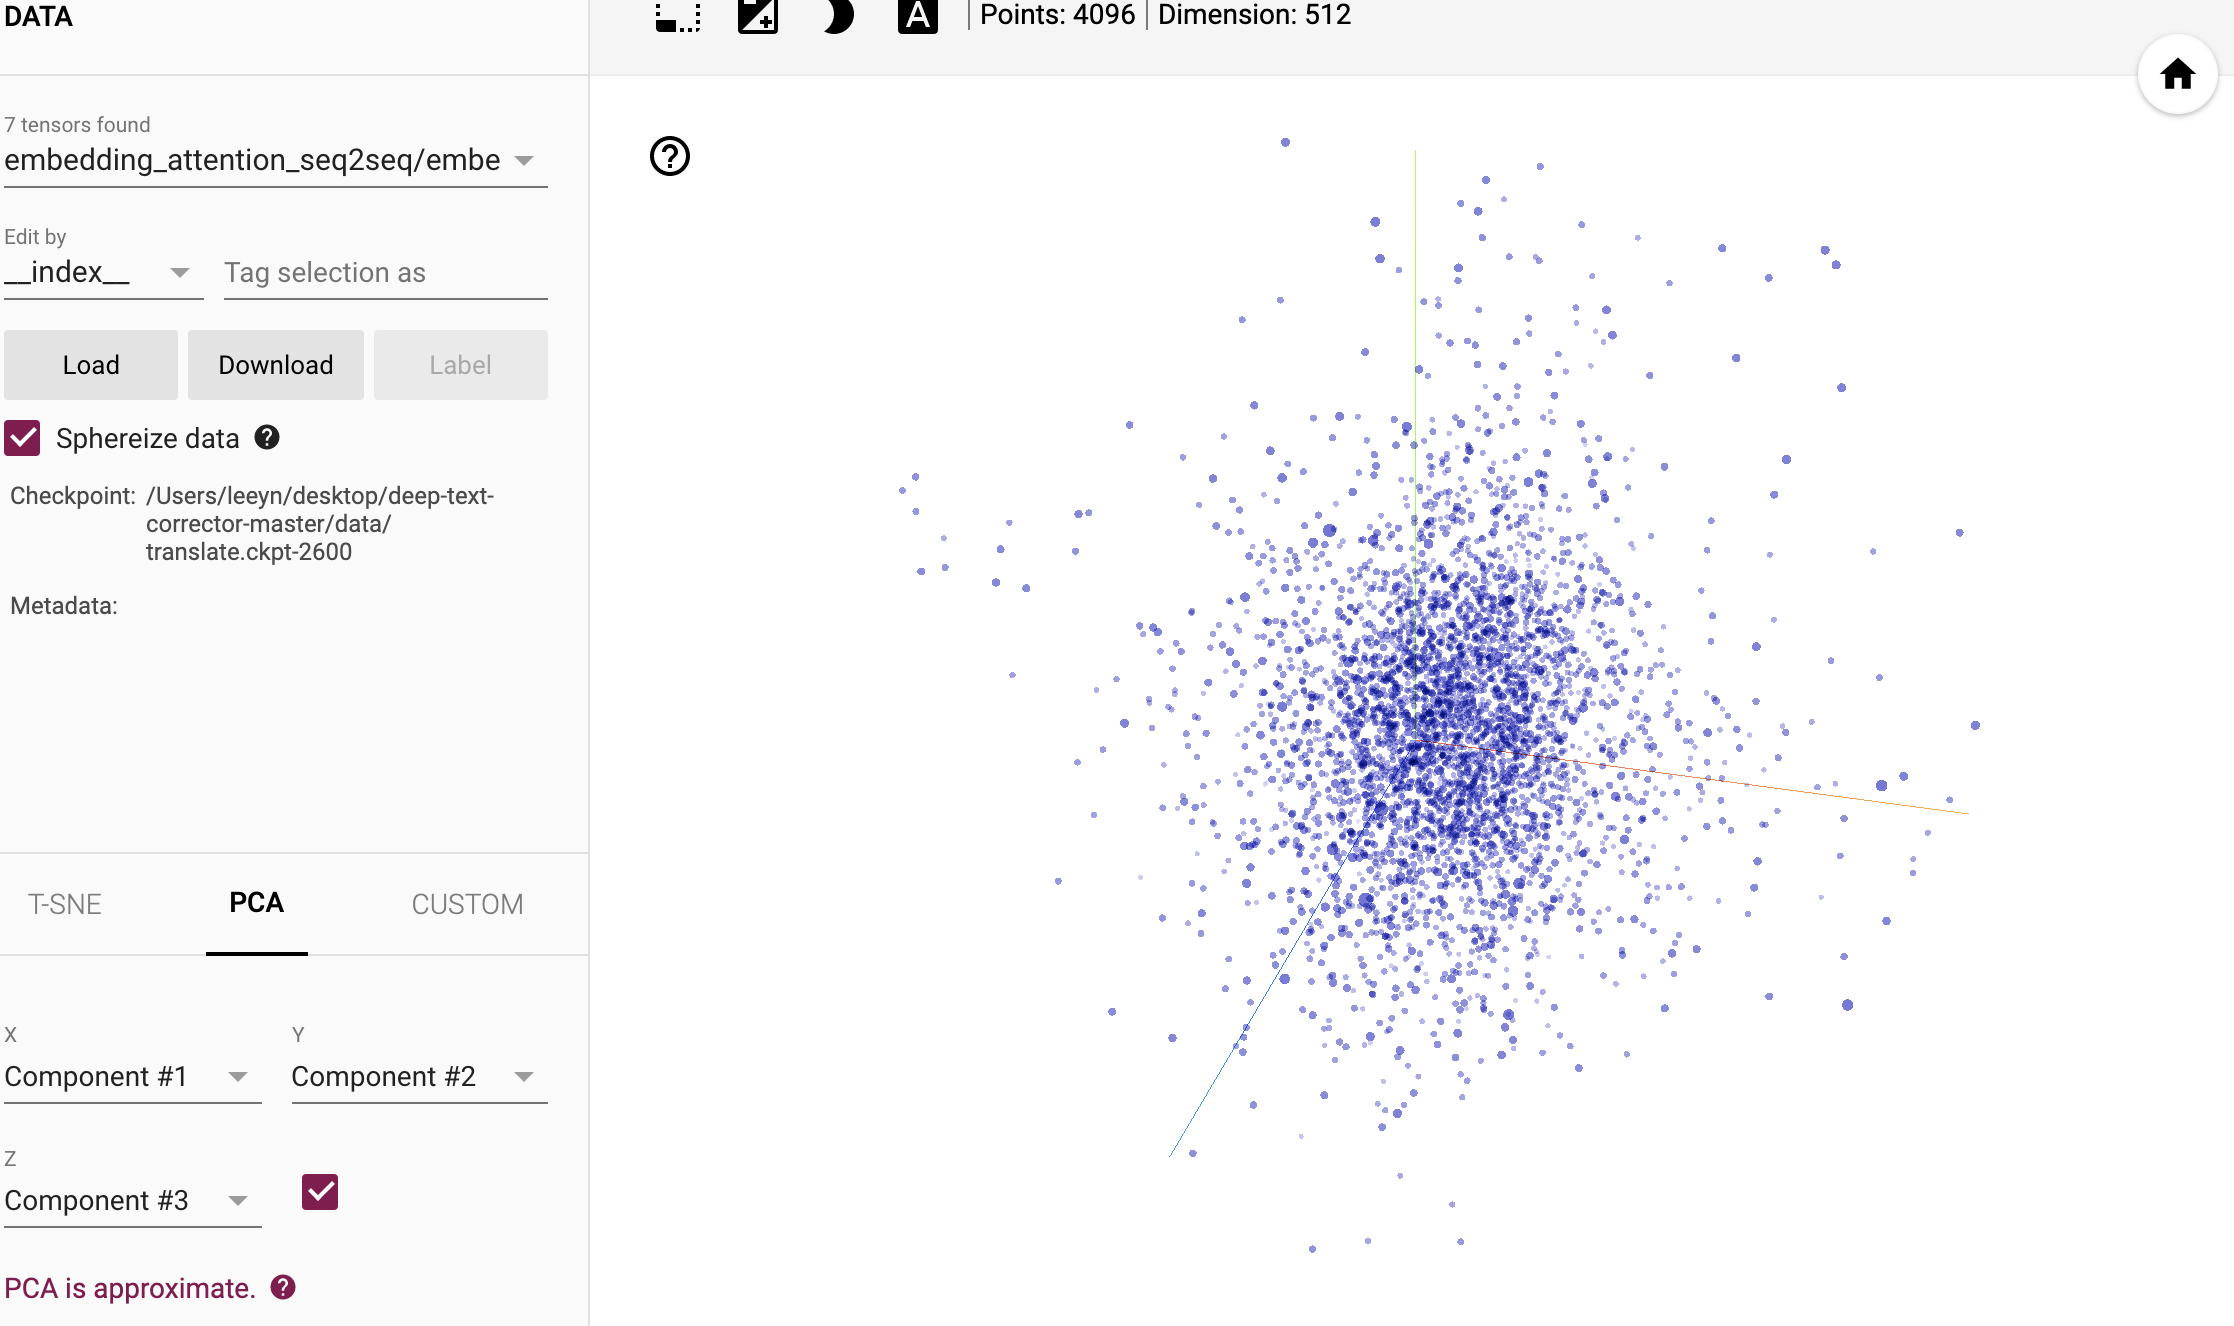 DATA
Points: 4096 | Dimension: 512
7 tensors found
embedding_attention_seq2seq/embe
Edit by
__index__
Tag selection as
Load
Download
Label
Sphereize data
Checkpoint: /Users/leeyn/desktop/deep-text-
corrector-master/data/
translate.ckpt-2600
Metadata:
T-SNE
PCA
CUSTOM
X
Y
Component #1
Component #2
Z
Component #3
PCA is approximate.